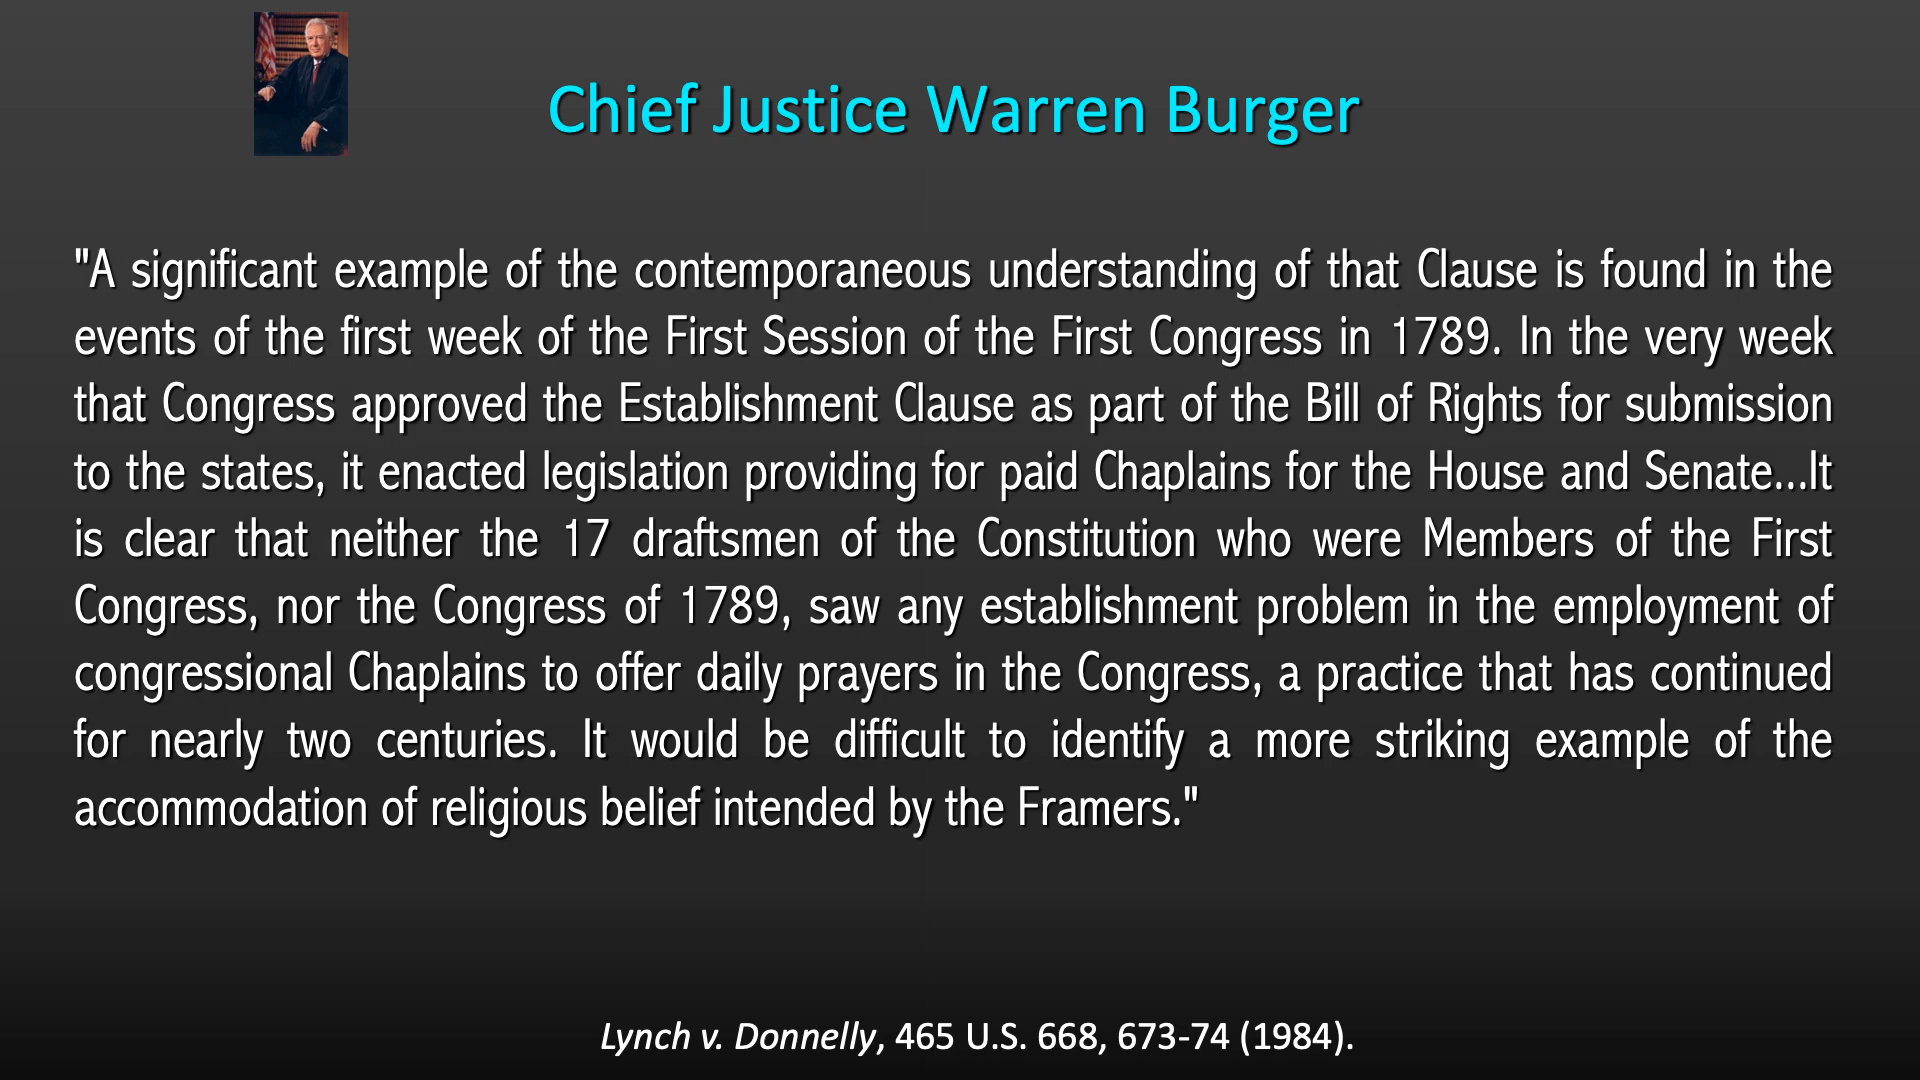 Chief Justice Warren Burger
"A significant example of the contemporaneous understanding of that Clause is found in the
events of the first week of the First Session of the First Congress in 1789. In the very week
that Congress approved the Establishment Clause as part of the Bill of Rights for submission
to the states, it enacted legislation providing for paid Chaplains for the House and Senate...It
is clear that neither the 17 draftsmen of the Constitution who were Members of the First
Congress, nor the Congress of 1789, saw any establishment problem in the employment of
congressional Chaplains to offer daily prayers in the Congress, a practice that has continued
for nearly two centuries. It would be difficult to identify a more striking example of the
accommodation of religious belief intended by the Framers."
Lynch v. Donnelly, 465 U.S. 668, 673-74 (1984).